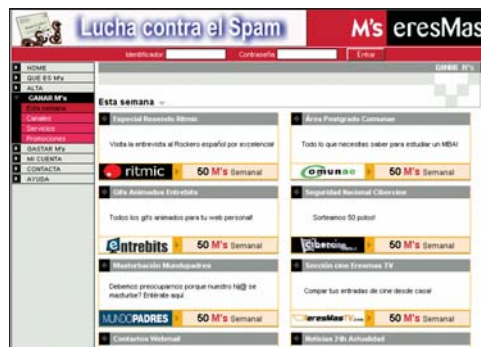 Lucha contra el Spam
M's eresMas
Identificador
Contraseña
Entrar
HOME
QUE ES M's
ALTA
GANAR M's
Esta semana
Canales
Servicios
Promociones
GASTAR M's
MI CUENTA
CONTACTA
AYUDA
GANAR M's
Esta semana
Especial Rosendo Ritmic
Visita la entrevista al Rockero español por excelencia!
ritmic
50 M's Semanal
Área Postgrado Comunae
Todo lo que necesitas saber para estudiar un MBA!
comunae
50 M's Semanal
Gifs Animados Entrebits
Todos los gifs animados para tu web personal!
entrebits
50 M's Semanal
Seguridad Nacional Cibercine
Sorteamos 50 polos!
cibercine
50 M's Semanal
Masturbación Mundopadres
Debemos preocuparnos porque nuestro hij@ se
masturbe? Entérate aquí
MUNDOPADRES
50 M's Semanal
Sección cine Eresmas TV
Compar tus entradas de cine desde casa!
eresMasTV.com
50 M's Semanal
Contactos Webmail
Noticias 24h Actualidad